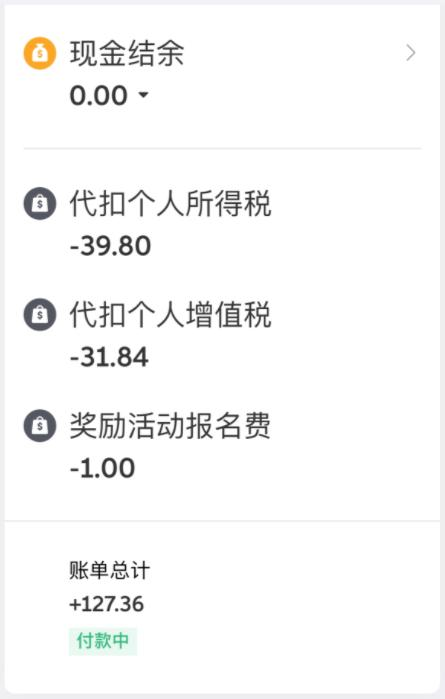 现金结余
0.00
代扣个人所得税
-39.80
代扣个人增值税
-31.84
奖励活动报名费
-1.00
账单总计
+127.36
付款中